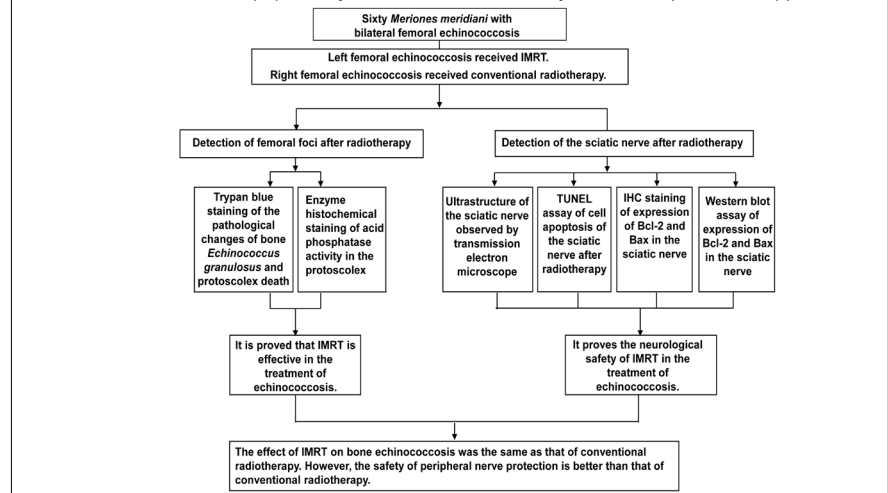 Sixty Meriones meridiani with
bilateral femoral echinococcosis
Left femoral echinococcosis received IMRT.
Right femoral echinococcosis received conventional radiotherapy.
Detection of femoral foci after radiotherapy
Detection of the sciatic nerve after radiotherapy
Trypan blue
staining of the
pathological
changes of bone
Echinococcus
granulosus and
protoscolex death
Enzyme
histochemical
staining of acid
phosphatase
activity in the
protoscolex
Ultrastructure of
the sciatic nerve
observed by
transmission
electron
microscope
TUNEL
assay of cell
apoptosis of
the sciatic
nerve after
radiotherapy
IHC staining
of expression
of Bcl-2 and
Bax in the
sciatic nerve
Western blot
assay of
expression of
Bcl-2 and Bax
in the sciatic
nerve
It is proved that IMRT is
effective in the
treatment of
echinococcosis.
It proves the neurological
safety of IMRT in the
treatment of
echinococcosis.
The effect of IMRT on bone echinococcosis was the same as that of conventional
radiotherapy. However, the safety of peripheral nerve protection is better than that of
conventional radiotherapy.